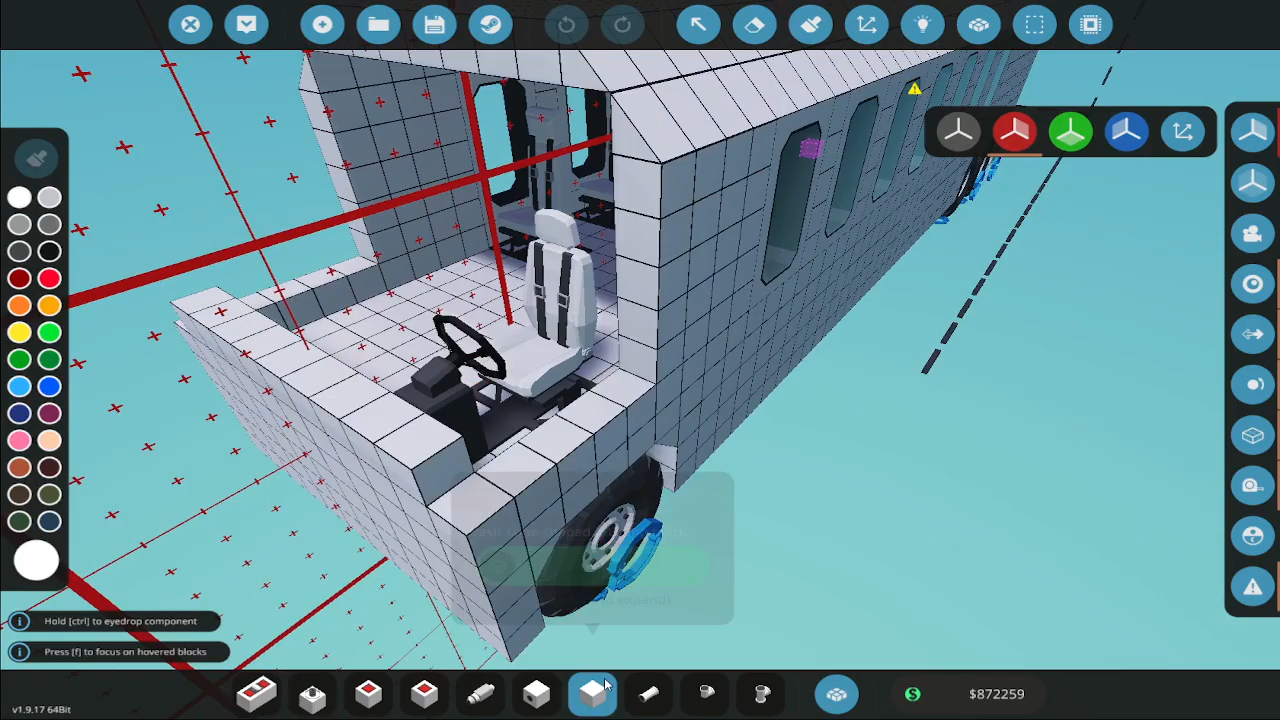 Hold [ctrl] to eyedrop component
Press [f] to focus on hovered blocks
v1.9.17 64Bit
$872259